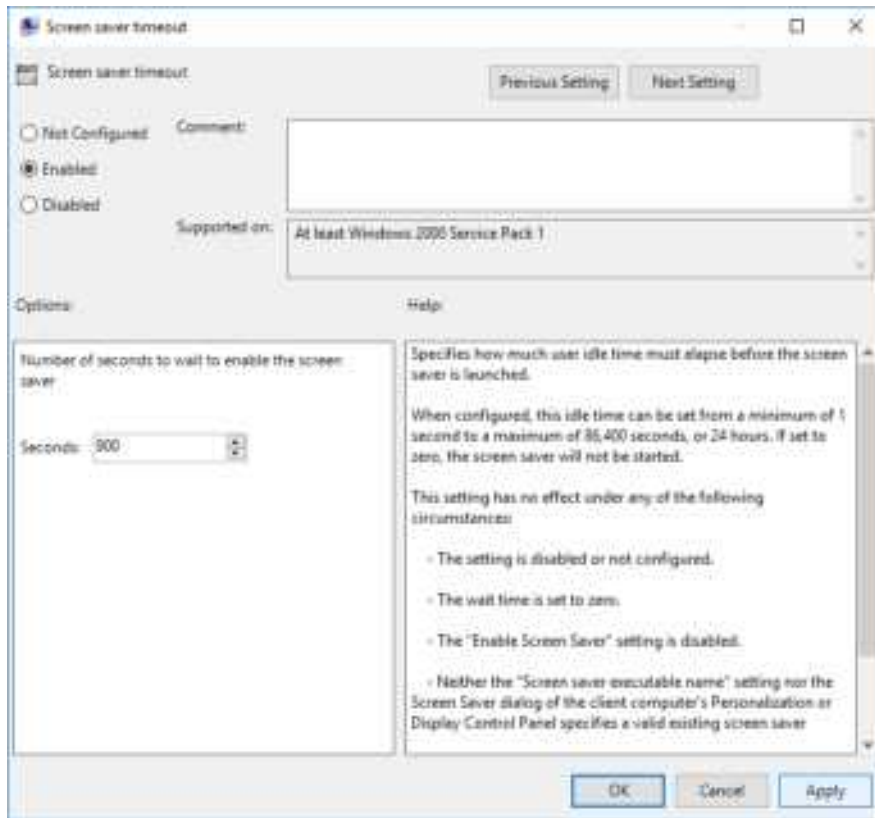 Screen saver timeout
Screen saver timeout
Previous Setting
Next Setting
Not Configured
Comment:
Enabled
Disabled
Supported on:
At least Windows 2000 Service Pack 1
Options:
Help:
Number of seconds to wait to enable the screen
saver
Seconds:
900
Specifies how much user idle time must elapse before the screen
saver is launched.
When configured, this idle time can be set from a minimum of 1
second to a maximum of 86,400 seconds, or 24 hours. If set to
zero, the screen saver will not be started.
This setting has no effect under any of the following
circumstances:
- The setting is disabled or not configured.
- The wait time is set to zero.
- The "Enable Screen Saver" setting is disabled.
- Neither the "Screen saver executable name" setting nor the
Screen Saver dialog of the client computer's Personalization or
Display Control Panel specifies a valid existing screen saver
OK
Cancel
Apply